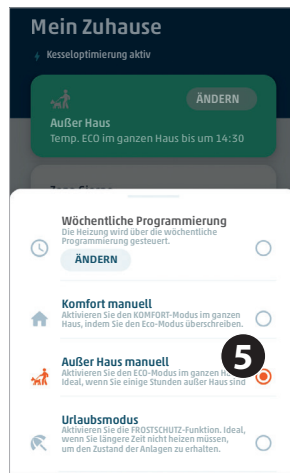 Mein Zuhause
Kesseloptimierung aktiv
ÄNDERN
Außer Haus
Temp. ECO im ganzen Haus bis um 14:30
Wöchentliche Programmierung
Die Heizung wird über die wöchentliche
Programmierung gesteuert.
ÄNDERN
Komfort manuell
Aktivieren Sie den KOMFORT-Modus im ganzen
Haus, indem Sie den Eco-Modus überschreiben.
Außer Haus manuell
5
Aktivieren Sie den ECO-Modus im ganzen
Ideal, wenn Sie einige Stunden außer Haus sind
Urlaubsmodus
Aktivieren Sie die FROSTSCHUTZ-Funktion. Ideal,
wenn Sie längere Zeit nicht heizen müssen,
um den Zustand der Anlagen zu erhalten.